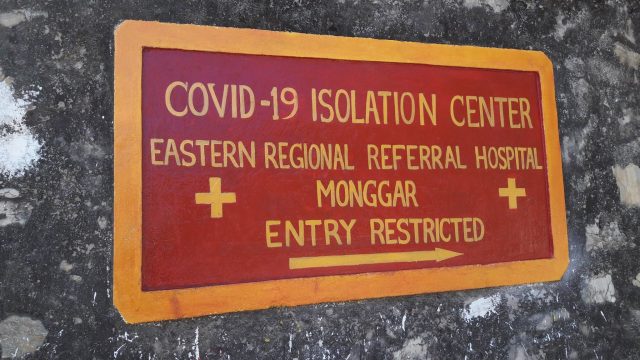 COVID-19 ISOLATION CENTER
EASTERN REGIONAL REFERRAL HOSPITAL
MONGGAR
ENTRY RESTRICTED